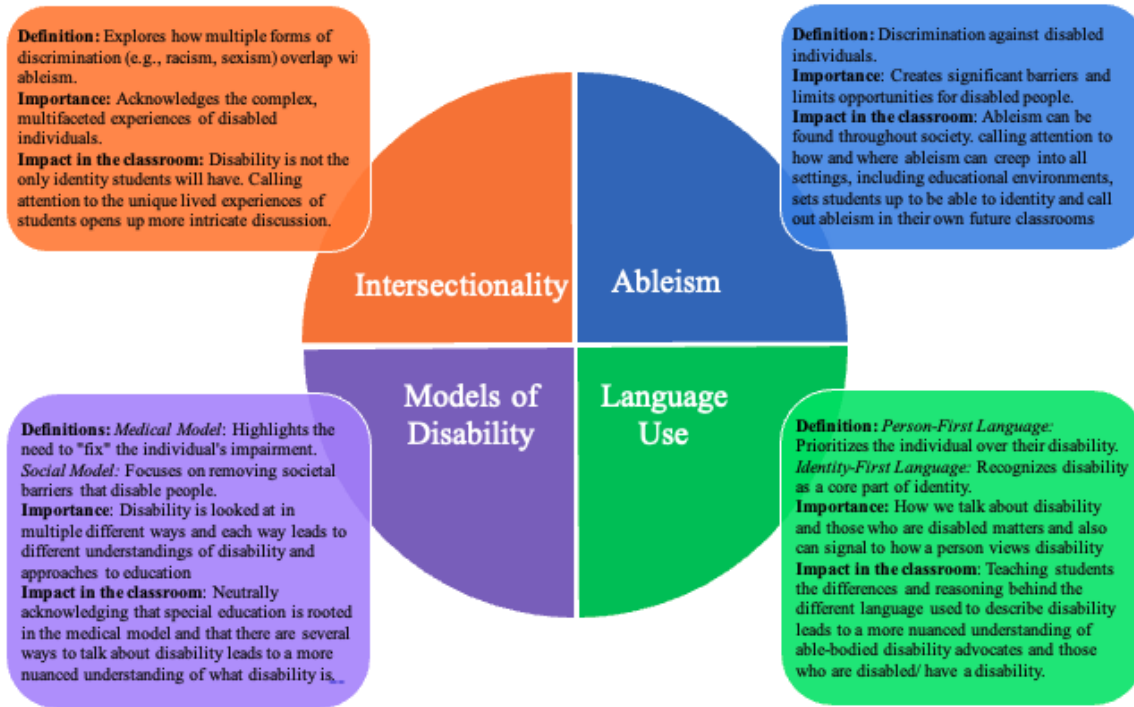 Definition: Explores how multiple forms of
discrimination (e.g., racism, sexism) overlap wi
ableism.
Importance: Acknowledges the complex,
multifaceted experiences of disabled
individuals.
Impact in the classroom: Disability is not the
only identity students will have. Calling
attention to the unique lived experiences of
students opens up more intricate discussion.
Definition: Discrimination against disabled
individuals.
Importance: Creates significant barriers and
limits opportunities for disabled people.
Impact in the classroom: Ableism can be
found throughout society. calling attention to
how and where ableism can creep into all
settings, including educational environments,
sets students up to be able to identity and call
out ableism in their own future classrooms
Intersectionality
Ableism
Models of
Disability
Language
Use
Definitions: Medical Model: Highlights the
need to "fix" the individual's impairment.
Social Model: Focuses on removing societal
barriers that disable people.
Importance: Disability is looked at in
multiple different ways and each way leads to
different understandings of disability and
approaches to education
Impact in the classroom: Neutrally
acknowledging that special education is rooted
in the medical model and that there are several
ways to talk about disability leads to a more
nuanced understanding of what disability is.
Definition: Person-First Language:
Prioritizes the individual over their disability.
Identity-First Language: Recognizes disability
as a core part of identity.
Importance: How we talk about disability
and those who are disabled matters and also
can signal to how a person views disability
Impact in the classroom: Teaching students
the differences and reasoning behind the
different language used to describe disability
leads to a more nuanced understanding of
able-bodied disability advocates and those
who are disabled/ have a disability.